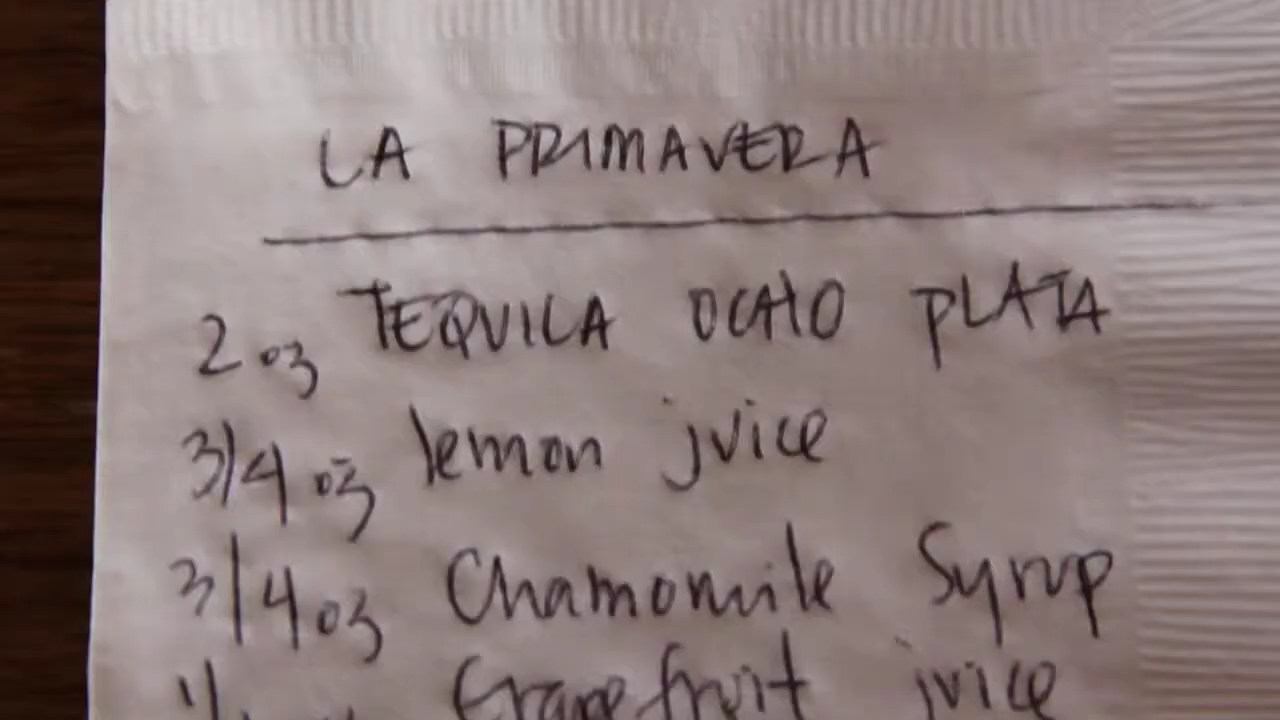 LA PRIMAVERA
2 oz TEQUILA OCHO PLATA
3/4 oz lemon juice
3/4 oz Chamomile Syrup
Grapefruit juice